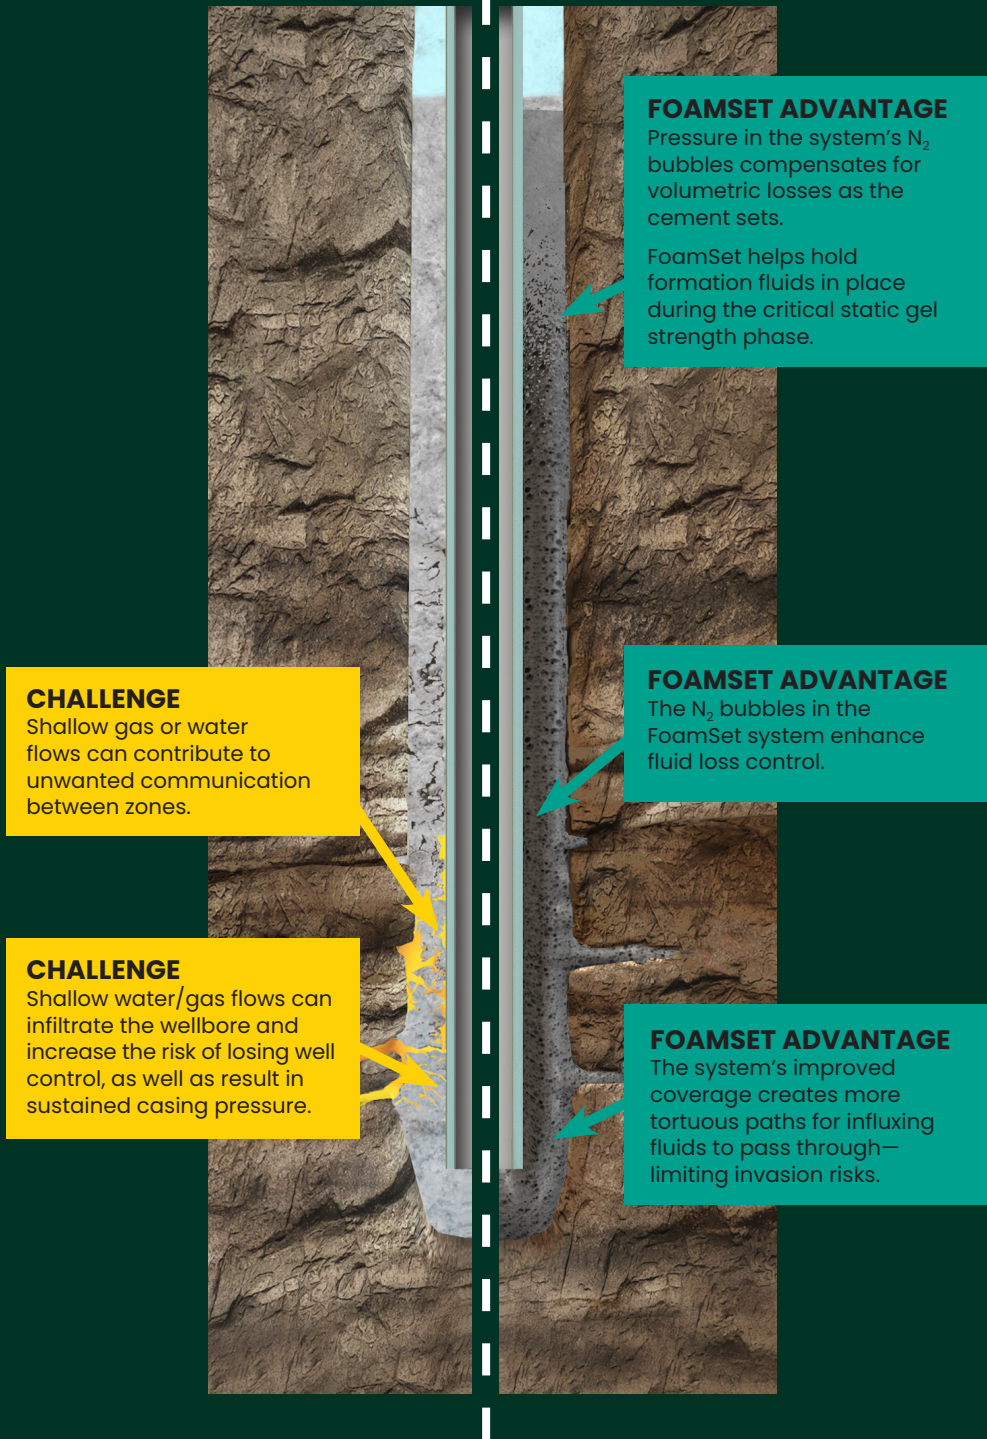 FOAMSET ADVANTAGE
Pressure in the system’s N₂
bubbles compensates for
volumetric losses as the
cement sets.
FoamSet helps hold
formation fluids in place
during the critical static gel
strength phase.
CHALLENGE
Shallow gas or water
flows can contribute to
unwanted communication
between zones.
FOAMSET ADVANTAGE
The N₂ bubbles in the
FoamSet system enhance
fluid loss control.
CHALLENGE
Shallow water/gas flows can
infiltrate the wellbore and
increase the risk of losing well
control, as well as result in
sustained casing pressure.
FOAMSET ADVANTAGE
The system’s improved
coverage creates more
tortuous paths for influxing
fluids to pass through—
limiting invasion risks.